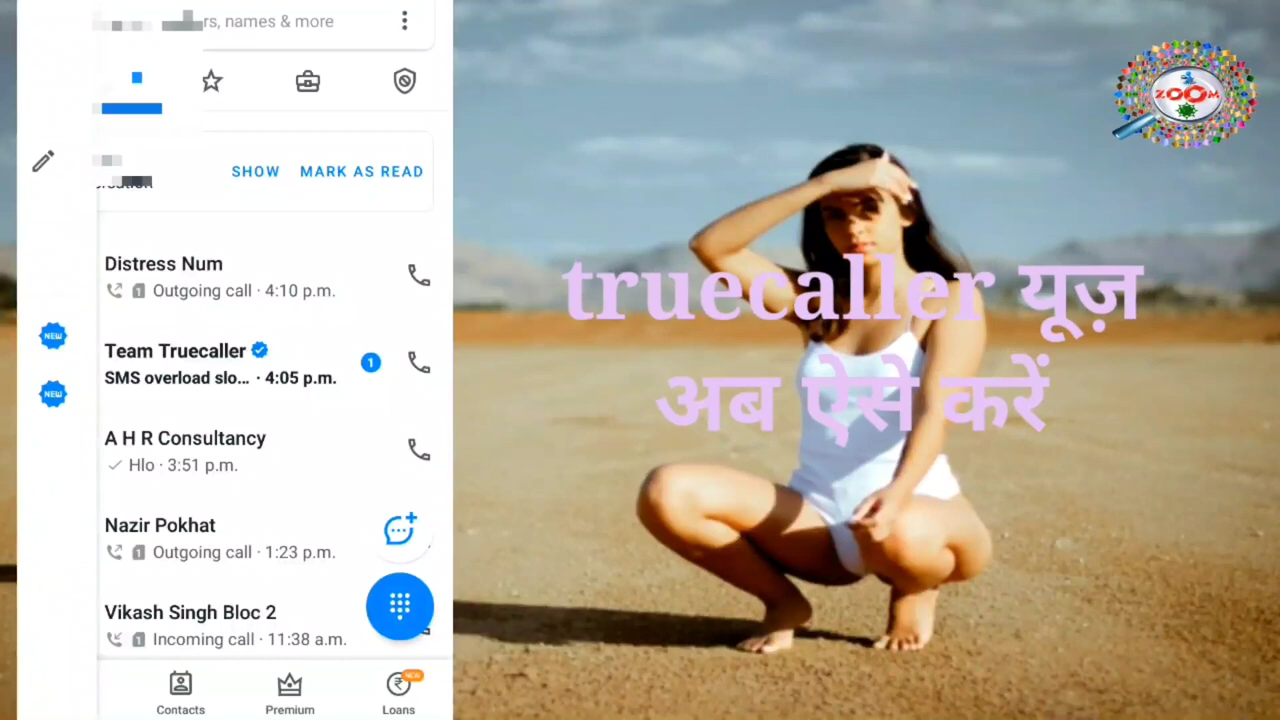 rs, names & more
SHOW MARK AS READ
Distress Num
Outgoing call · 4:10 p.m.
NEW
Team Truecaller
1
SMS overload slo... · 4:05 p.m.
NEW
A H R Consultancy
Hlo · 3:51 p.m.
Nazir Pokhat
Outgoing call · 1:23 p.m.
Vikash Singh Bloc 2
Incoming call · 11:38 a.m.
NEW
Contacts Premium Loans
ZOOM
truecaller यूज़
अब ऐसे करें